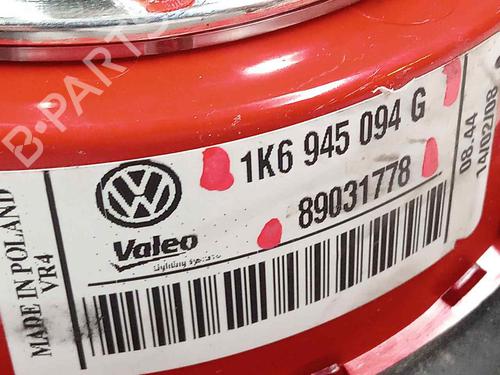 B-PARTS
1K6 945 094 G
89031778
Valeo
Lighting Systems
MADE IN POLAND
VR4
08.44
14/02/08